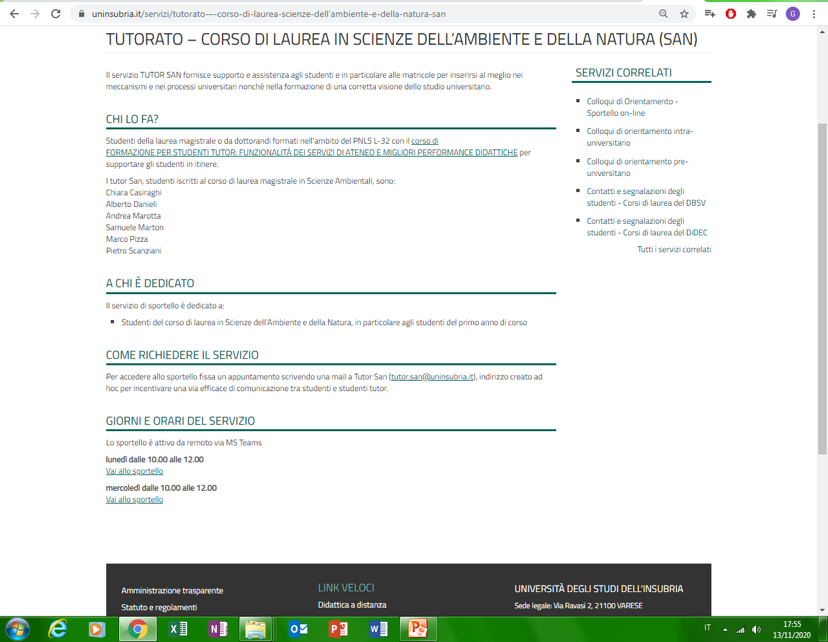 uninsubria.it/servizi/tutorato-–-corso-di-laurea-scienze-dell'ambiente-e-della-natura-san
G
TUTORATO – CORSO DI LAUREA IN SCIENZE DELL'AMBIENTE E DELLA NATURA (SAN)
Il servizio TUTOR SAN fornisce supporto e assistenza agli studenti e in particolare alle matricole per inserirsi al meglio nei
meccanismi e nei processi universitari nonché nella formazione di una corretta visione dello studio universitario.
CHI LO FA?
Studenti della laurea magistrale o da dottorandi formati nell'ambito del PNLS L-32 con il corso di
FORMAZIONE PER STUDENTI TUTOR: FUNZIONALITÀ DEI SERVIZI DI ATENEO E MIGLIORI PERFORMANCE DIDATTICHE per
supportare gli studenti in itinere.
I tutor San, studenti iscritti al corso di laurea magistrale in Scienze Ambientali, sono:
Chiara Casiraghi
Alberto Danieli
Andrea Marotta
Samuele Marton
Marco Pizza
Pietro Scanziani
A CHI È DEDICATO
Il servizio di sportello è dedicato a:
Studenti del corso di laurea in Scienze dell'Ambiente e della Natura, in particolare agli studenti del primo anno di corso
COME RICHIEDERE IL SERVIZIO
Per accedere allo sportello fissa un appuntamento scrivendo una mail a Tutor San (tutor.san@uninsubria.it), indirizzo creato ad
hoc per incentivare una via efficace di comunicazione tra studenti e studenti tutor.
GIORNI E ORARI DEL SERVIZIO
Lo sportello è attivo da remoto via MS Teams
lunedì dalle 10.00 alle 12.00
Vai allo sportello
mercoledì dalle 10.00 alle 12.00
Vai allo sportello
SERVIZI CORRELATI
Colloqui di Orientamento -
Sportello on-line
Colloqui di orientamento intra-
universitario
Colloqui di orientamento pre-
universitario
Contatti e segnalazioni degli
studenti - Corsi di laurea del DBSV
Contatti e segnalazioni degli
studenti - Corsi di laurea del DiDEC
Tutti i servizi correlati
Amministrazione trasparente
Statuto e regolamenti
LINK VELOCI
Didattica a distanza
UNIVERSITÀ DEGLI STUDI DELL'INSUBRIA
Sede legale: Via Ravasi 2, 21100 VARESE
IT
17:55
13/11/2020